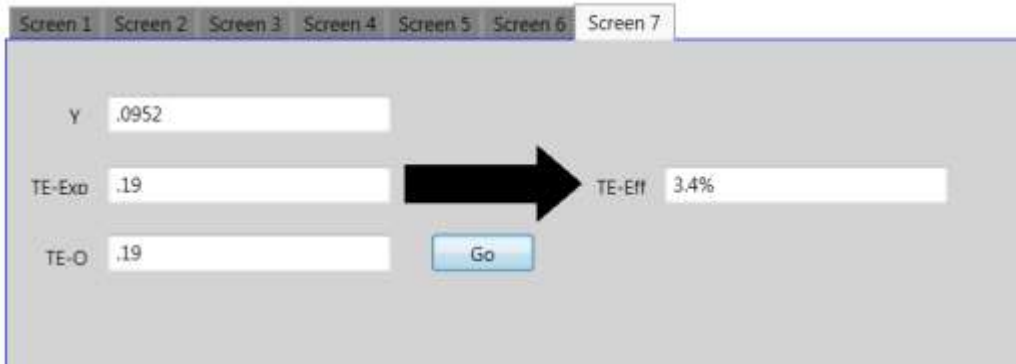 Screen 1 Screen 2 Screen 3 Screen 4 Screen 5 Screen 6 Screen 7
Y .0952
TE-Exp .19 TE-Eff 3.4%
TE-O .19 Go